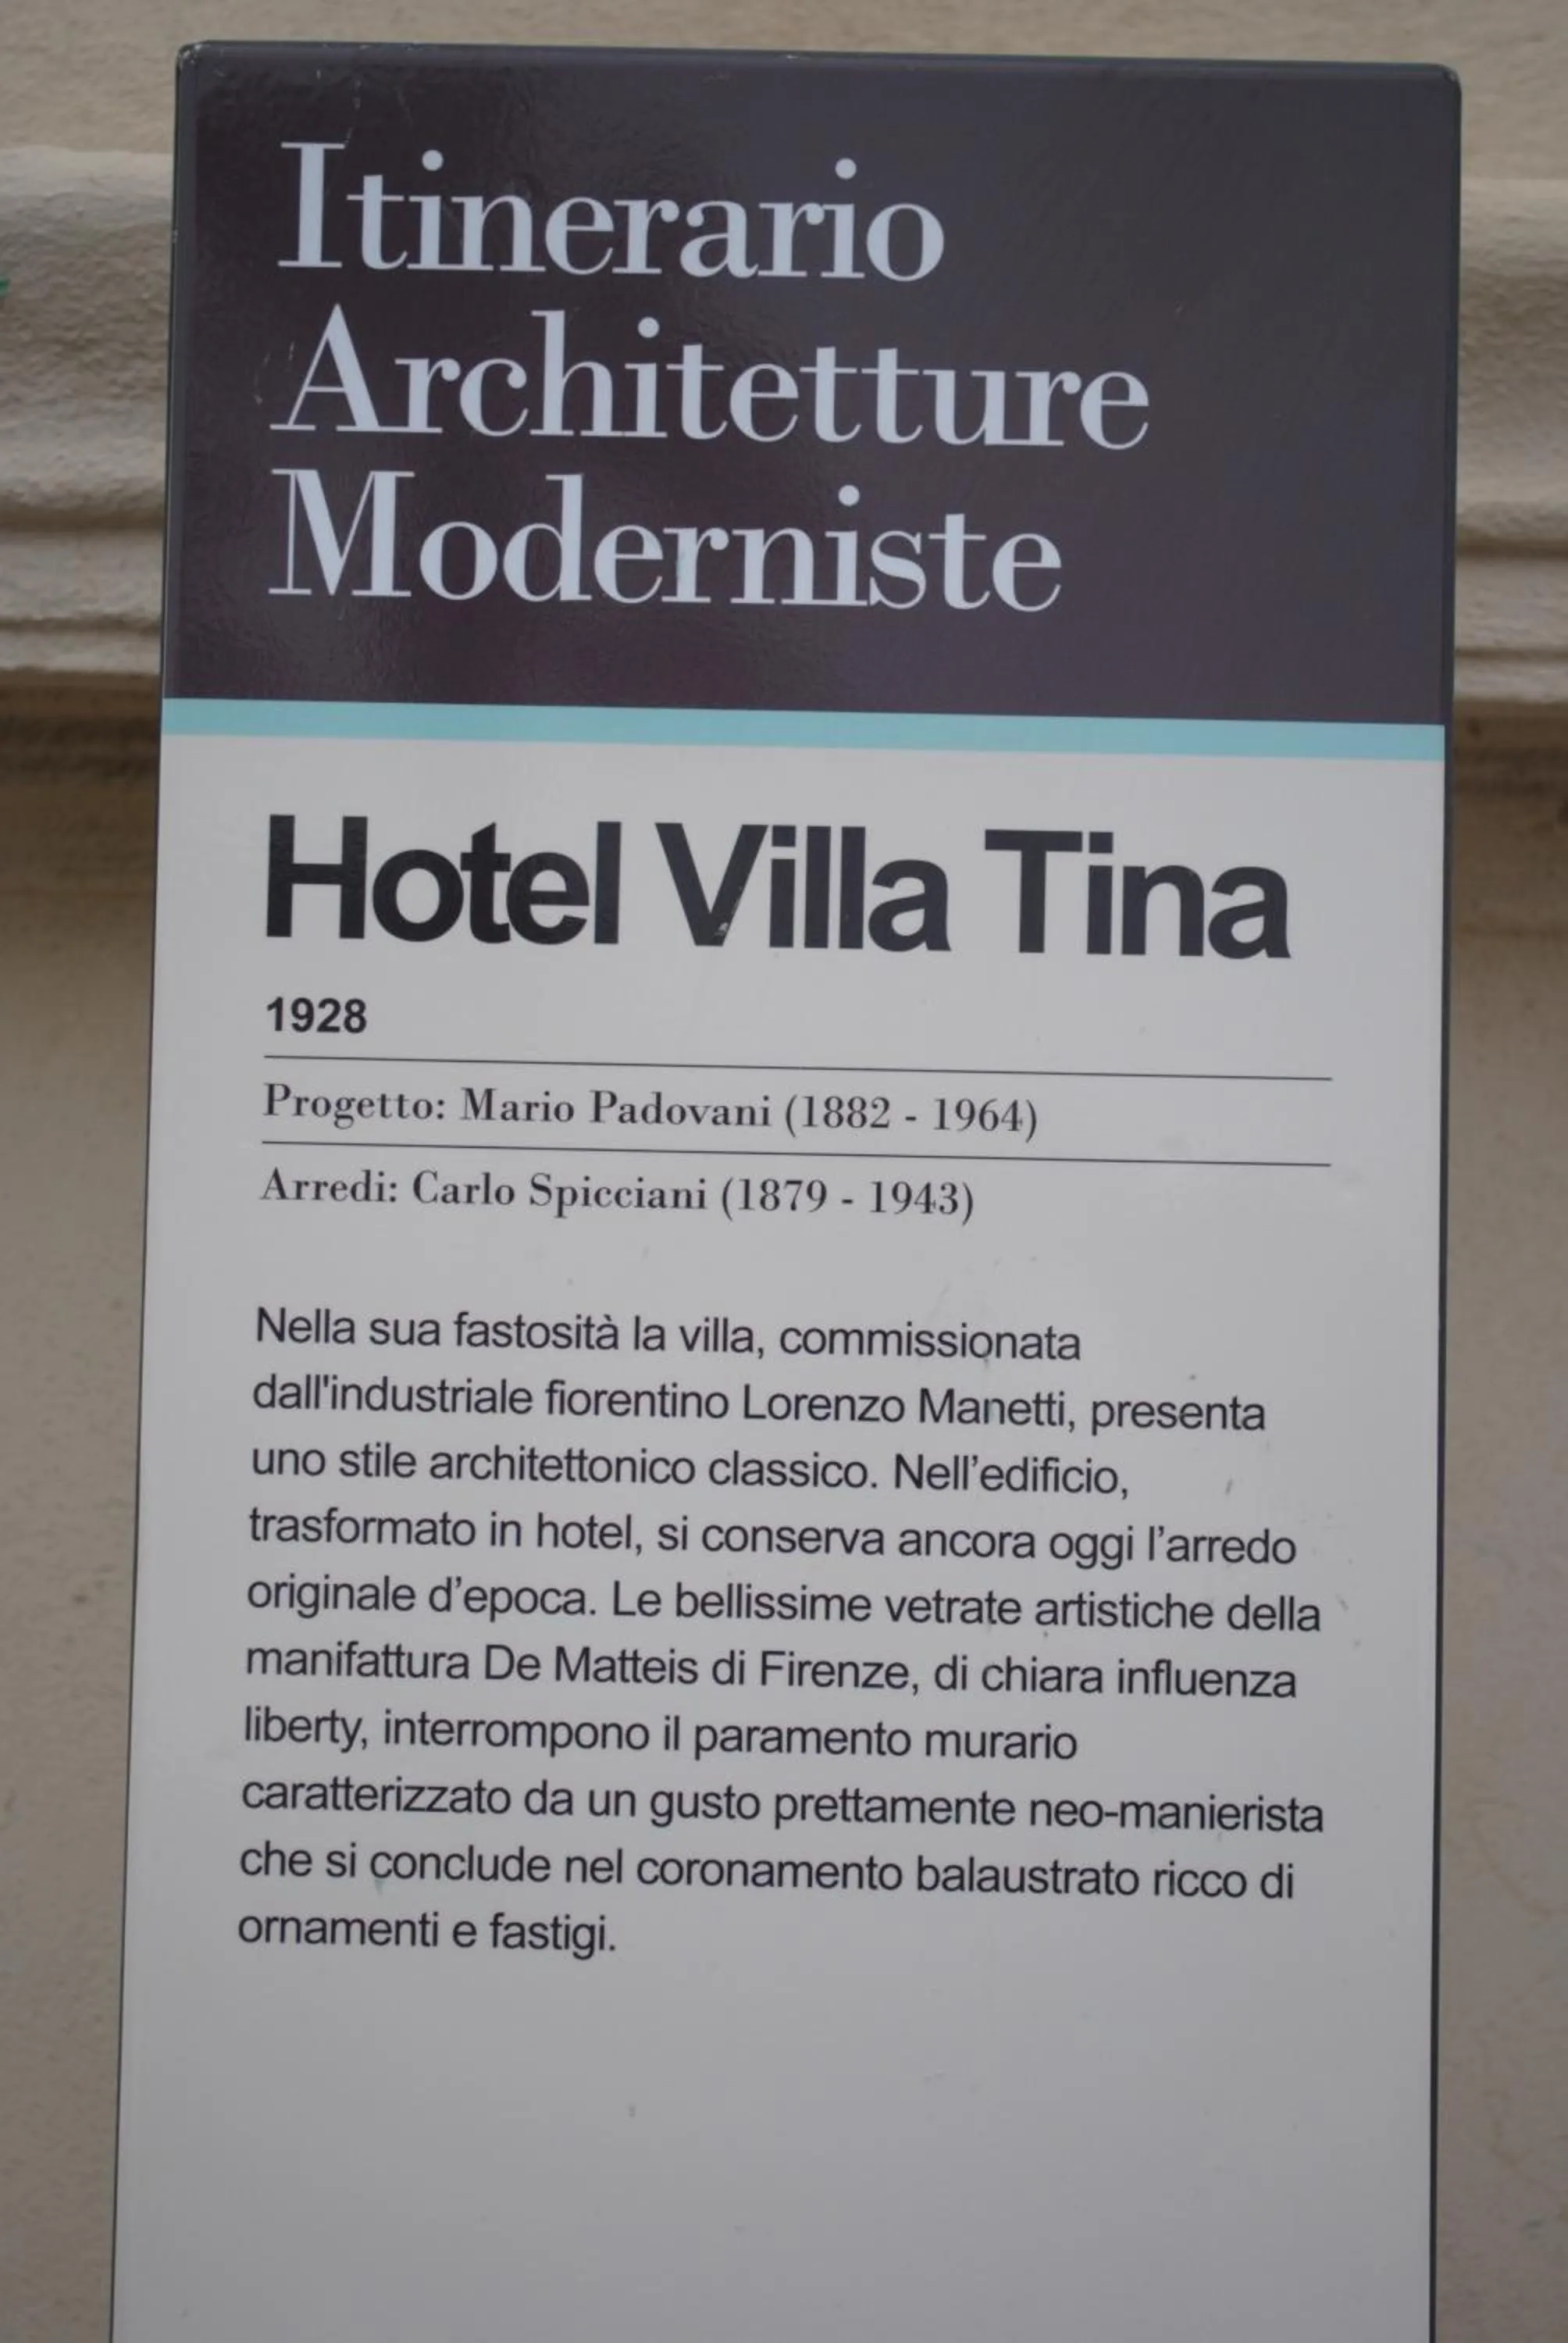 Itinerario
Architetture
Moderniste
Hotel Villa Tina
1928
Progetto: Mario Padovani (1882 - 1964)
Arredi: Carlo Spicciani (1879 - 1943)
Nella sua fastosità la villa, commissionata
dall'industriale fiorentino Lorenzo Manetti, presenta
uno stile architettonico classico. Nell’edificio,
trasformato in hotel, si conserva ancora oggi l’arredo
originale d’epoca. Le bellissime vetrate artistiche della
manifattura De Matteis di Firenze, di chiara influenza
liberty, interrompono il paramento murario
caratterizzato da un gusto prettamente neo-manierista
che si conclude nel coronamento balaustrato ricco di
ornamenti e fastigi.